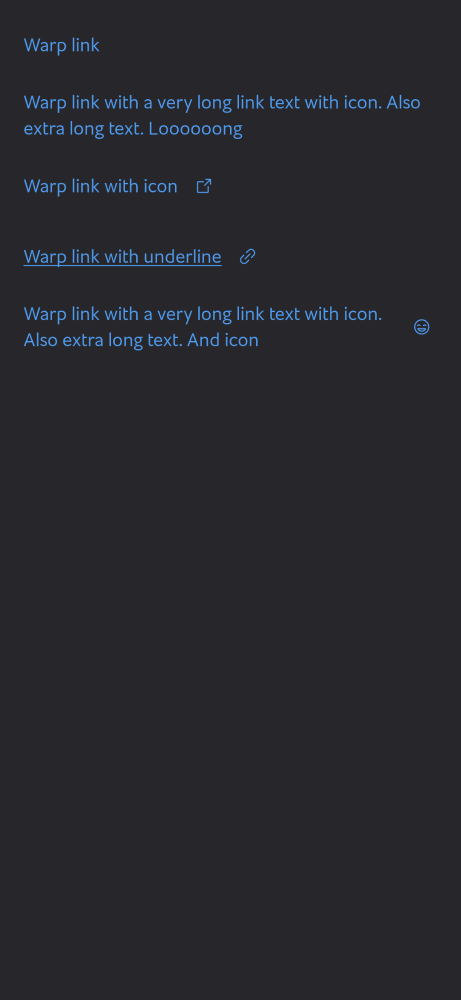 Warp link
Warp link with a very long link text with icon. Also
extra long text. Loooooong
Warp link with icon
Warp link with underline
Warp link with a very long link text with icon.
Also extra long text. And icon